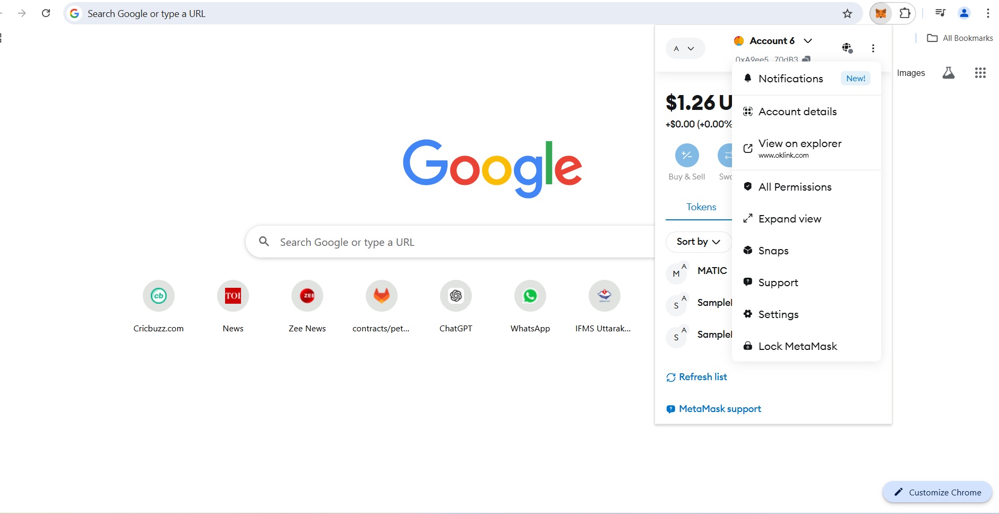 Search Google or type a URL
All Bookmarks
A
Account 6
0xA9ee5...70dB3
Images
Notifications
New!
$1.26 U
+$0.00 (+0.00%
Account details
View on explorer
www.oklink.com
Buy & Sell
Swa
All Permissions
Tokens
Expand view
Google
Search Google or type a URL
Sort by
Snaps
M
A
MATIC
Support
S
A
Sample
Settings
S
A
Sample
Lock MetaMask
cb
TOI
ZEE
Cricbuzz.com
News
Zee News
contracts/pet...
ChatGPT
WhatsApp
IFMS Uttarak...
Refresh list
MetaMask support
Customize Chrome